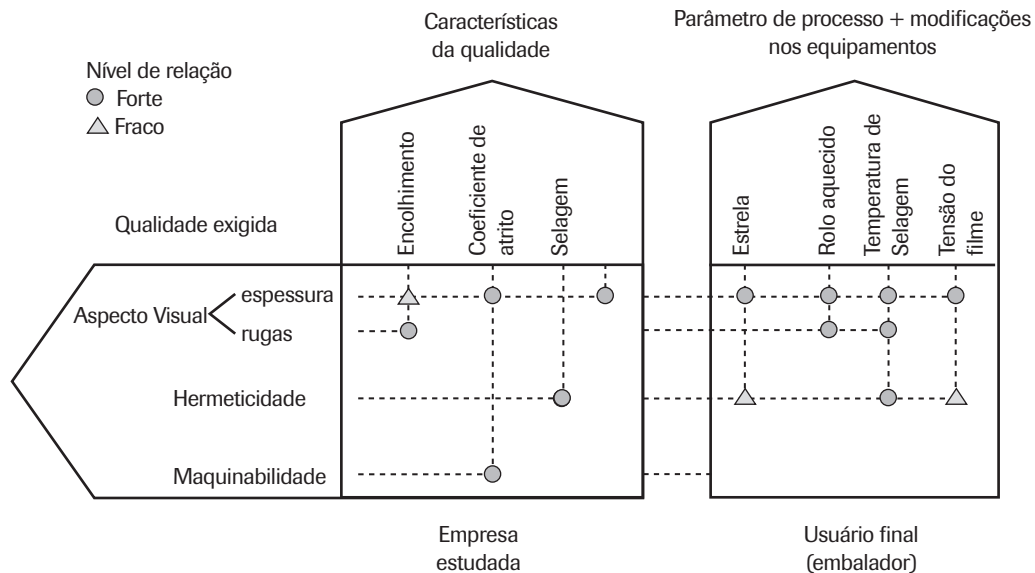 Características
da qualidade
Parâmetro de processo + modificações
nos equipamentos
Nível de relação
Forte
Fraco
Qualidade exigida
Encolhimento
Coeficiente de
atrito
Selagem
Estrela
Rolo aquecido
Temperatura de
Selagem
Tensão do
filme
Aspecto Visual
espessura
rugas
Hermeticidade
Maquinabilidade
Empresa
estudada
Usuário final
(embalador)